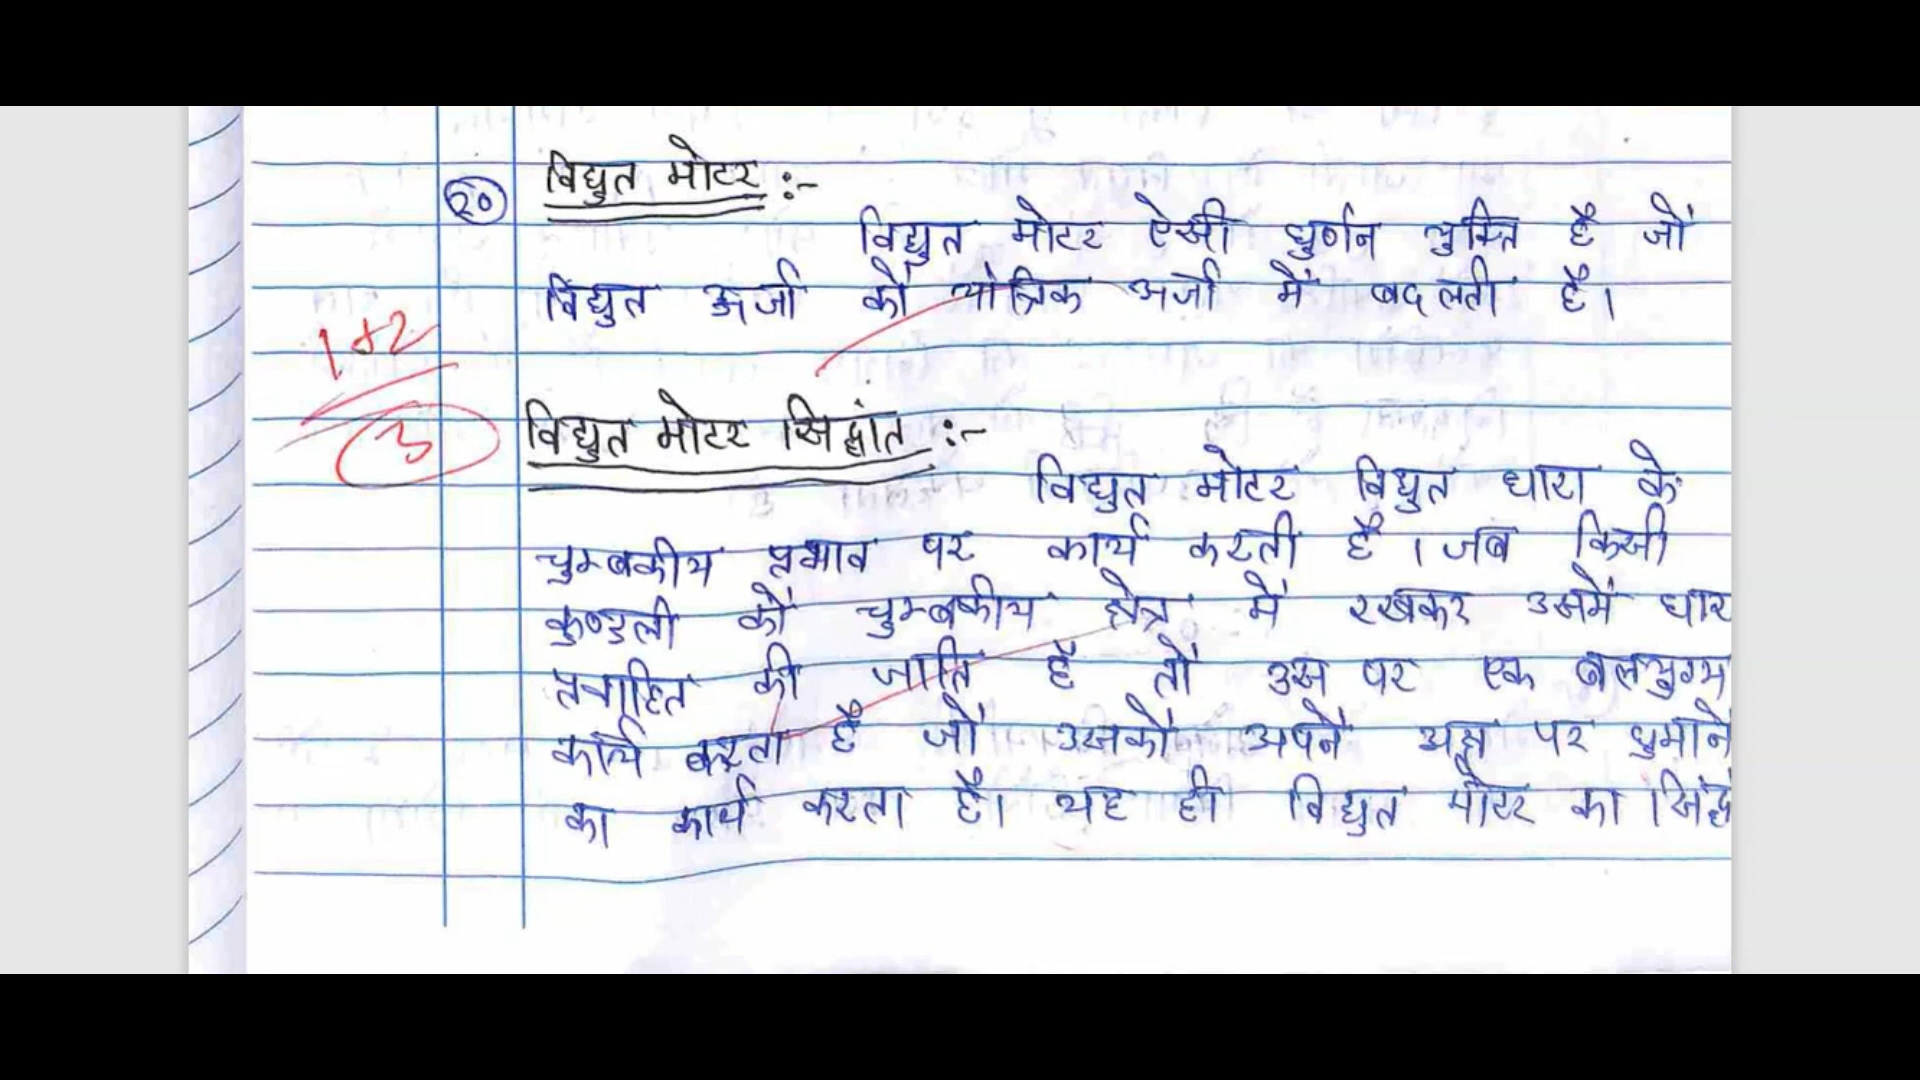 विद्युत मोटर :-
२०
विद्युत मोटर ऐसी घुर्णन युक्ति है जो
विद्युत ऊर्जा को यांत्रिक ऊर्जा में बदलती है।
1+2
3
विद्युत मोटर सिद्धांत :-
विद्युत मोटर विद्युत धारा के
चुम्बकीय प्रभाव पर कार्य करती है । जब किसी
कुण्डली को चुम्बकीय क्षेत्र में रखकर उसमें धार
प्रवाहित की जाति है तो उस पर एक बलयुग्म
कार्य करता है जो उसको अपने अक्ष पर घुमाने
का कार्य करता है। यह ही विद्युत मोटर का सिद्धां